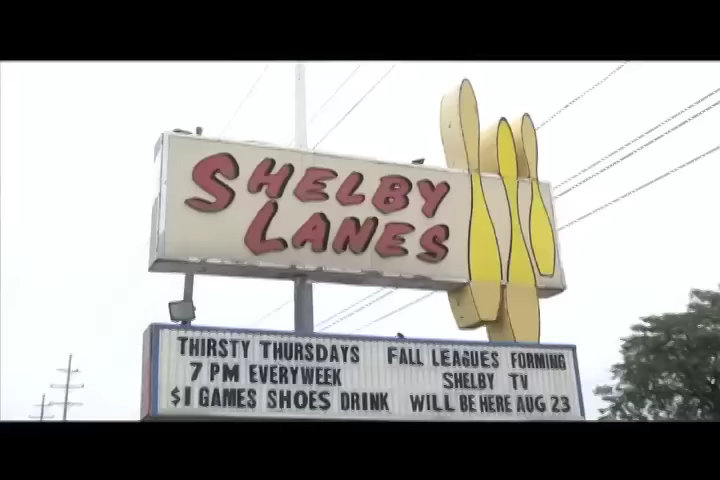 SHELBY
LANES
THIRSTY THURSDAYS
7 PM EVERYWEEK
$1 GAMES SHOES DRINK
FALL LEAGUES FORMING
SHELBY TV
WILL BE HERE AUG 23